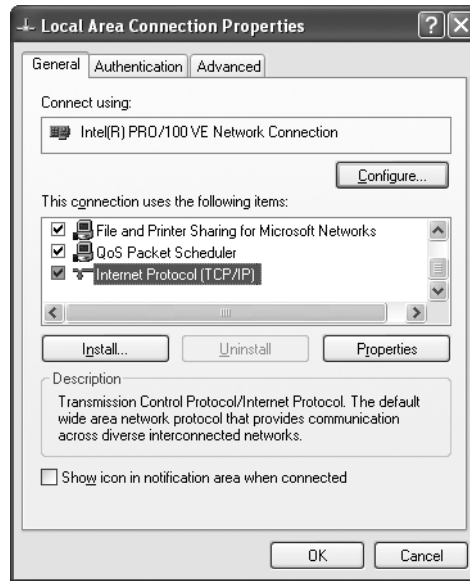 Local Area Connection Properties
General
Authentication
Advanced
Connect using:
Intel(R) PRO/100 VE Network Connection
Configure...
This connection uses the following items:
File and Printer Sharing for Microsoft Networks
QoS Packet Scheduler
Internet Protocol (TCP/IP)
Install...
Uninstall
Properties
Description
Transmission Control Protocol/Internet Protocol. The default
wide area network protocol that provides communication
across diverse interconnected networks.
Show icon in notification area when connected
OK
Cancel